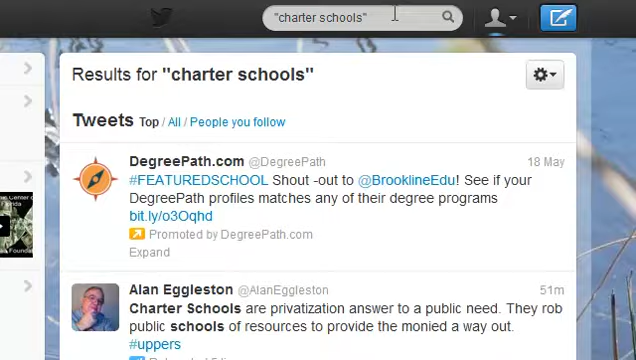 "charter schools"
Results for "charter schools"
Tweets Top / All / People you follow
DegreePath.com @DegreePath 18 May
#FEATUREDSCHOOL Shout -out to @BrooklineEdu! See if your
DegreePath profiles matches any of their degree programs
bit.ly/o3Oqhd
Promoted by DegreePath.com
Expand
Alan Eggleston @AlanEggleston 51m
Charter Schools are privatization answer to a public need. They rob
public schools of resources to provide the monied a way out.
#uppers